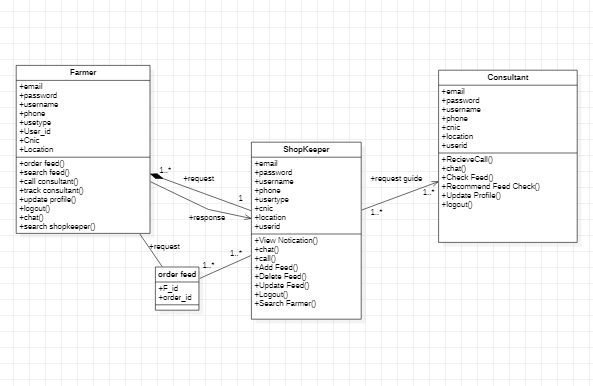 Farmer
+email
+password
+username
+phone
+usetype
+User_id
+Cnic
+Location
+order feed()
+search feed()
+call consultant()
+track consultant()
+update profile()
+logout()
+chat()
+search shopkeeper()
1..*
+request
1
+response
+request
order feed
+F_id
+order_id
1..*
1..*
ShopKeeper
+email
+password
+username
+phone
+usertype
+cnic
+location
+userid
+View Notication()
+chat()
+call()
+Add Feed()
+Delete Feed()
+Update Feed()
+Logout()
+Search Farmer()
+request guide
1..*
1..*
Consultant
+email
+password
+username
+phone
+cnic
+location
+userid
+RecieveCall()
+chat()
+Check Feed()
+Recommend Feed Check()
+Update Profile()
+logout()